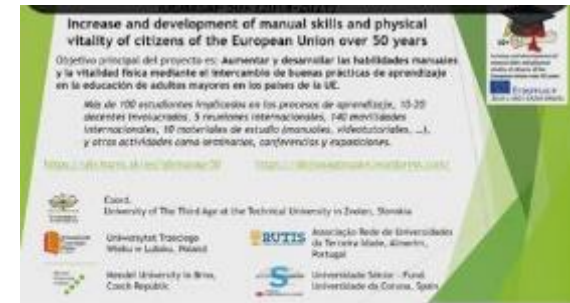 Increase and development of manual skills and physical
vitality of citizens of the European Union over 50 years
Objetivo principal del proyecto es: Aumentar y desarrollar las habilidades manuales
y la vitalidad física mediante el intercambio de buenas prácticas de aprendizaje
en la educación de adultos mayores en los países de la UE.
Más de 100 estudiantes implicados en los procesos de aprendizaje, 10-20
docentes involucrados, 5 reuniones internacionales, 140 movilidades
internacionales, 10 materiales de estudio (manuales, videotutoriales, …),
y otras actividades como seminarios, conferencias y exposiciones.
Coord.
University of The Third Age at the Technical University in Zvolen, Slovakia
Uniwersytet Trzeciego
Wieku w Lubsku, Poland
RUTIS
Associação Rede de Universidades
da Terceira Idade, Almeirim,
Portugal
Mendel University in Brno,
Czech Republic
S
Universidade Sénior - Fund.
Universidade da Coruna, Spain